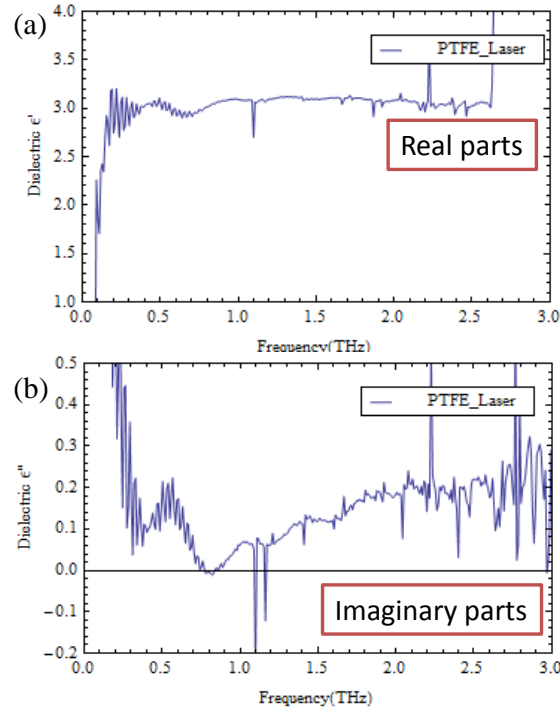 (a)
4.0
PTFE_Laser
3.5
3.0
2.5
Real parts
2.0
1.5
1.0
0.0 0.5 1.0 1.5 2.0 2.5 3.0
Dielectric ϵ'
Frequency(THz)
(b)
0.5
PTFE_Laser
0.4
0.3
0.2
0.1
0.0
-0.1
Imaginary parts
-0.2
0.0 0.5 1.0 1.5 2.0 2.5 3.0
Dielectric ϵ"
Frequency(THz)